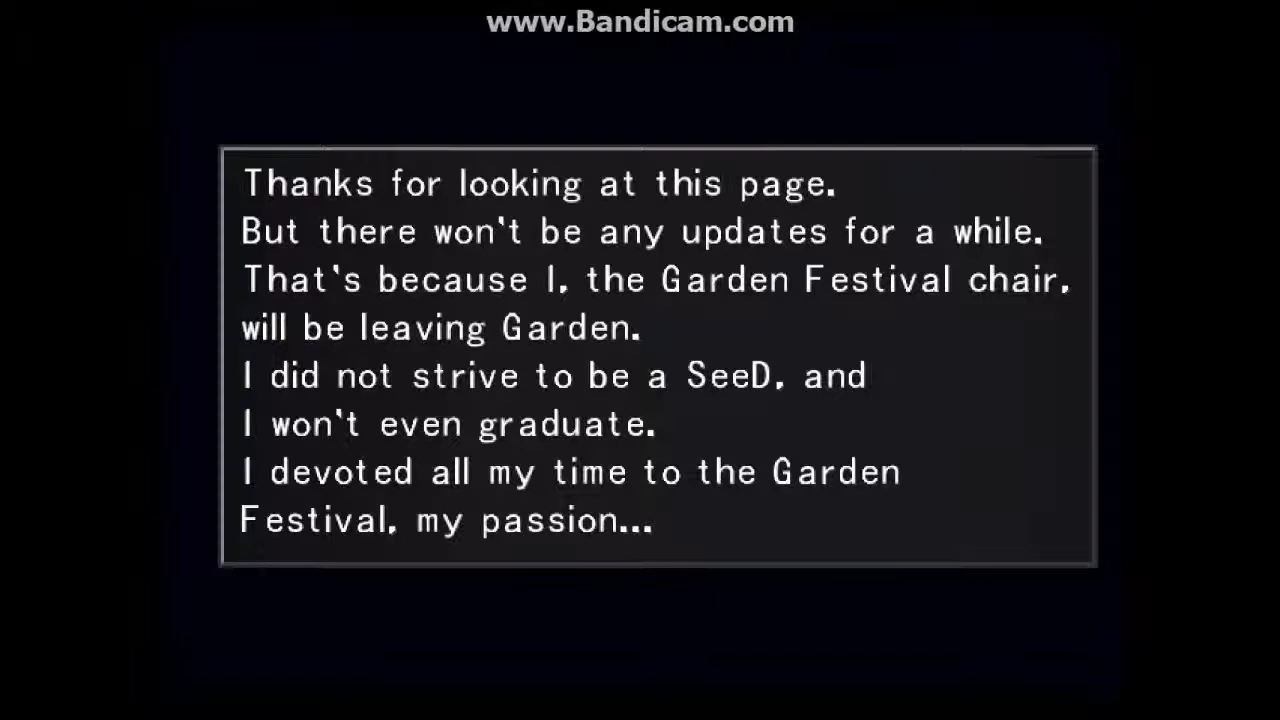 www.Bandicam.com
Thanks for looking at this page.
But there won't be any updates for a while.
That's because I, the Garden Festival chair,
will be leaving Garden.
I did not strive to be a SeeD, and
I won't even graduate.
I devoted all my time to the Garden
Festival, my passion...